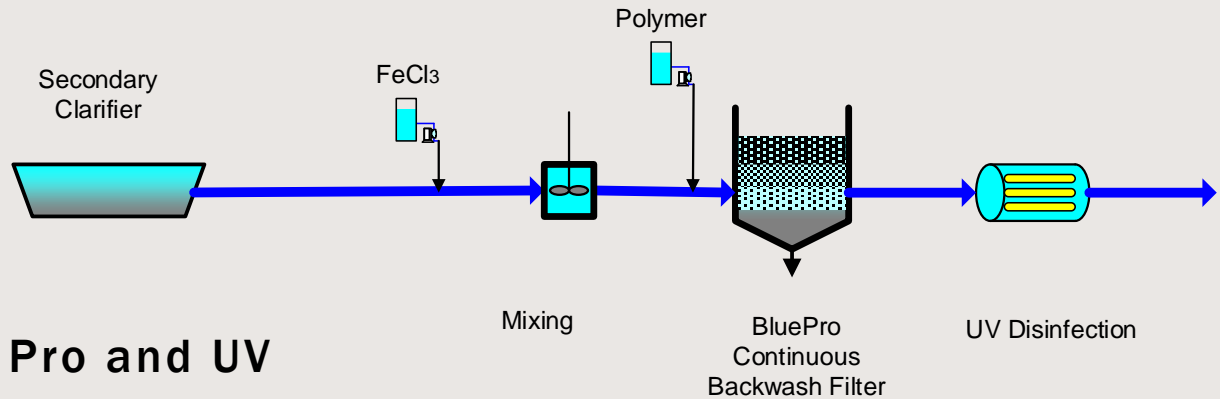 Polymer
FeCl3
Secondary
Clarifier
Mixing
BluePro
Continuous
Backwash Filter
UV Disinfection
Pro and UV